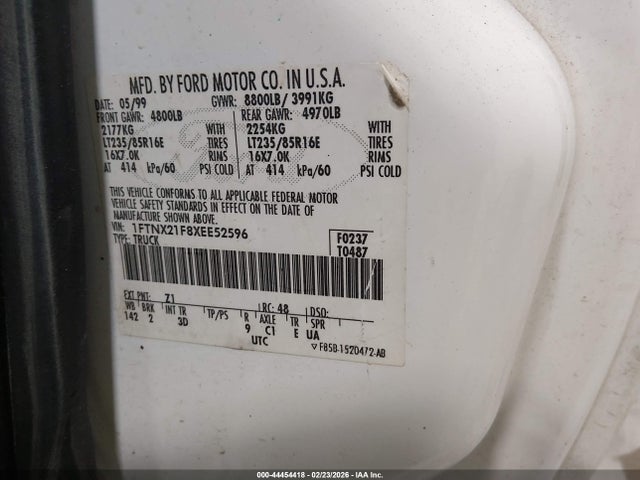 MFD. BY FORD MOTOR CO. IN U.S.A.
DATE: 05/99 GVWR: 8800LB/ 3991KG
FRONT GAWR: 4800LB REAR GAWR: 4970LB
2177KG WITH 2254KG WITH
LT235/85R16E TIRES LT235/85R16E TIRES
16X7.0K RIMS 16X7.0K RIMS
AT 414 kPa/60 PSI COLD AT 414 kPa/60 PSI COLD
THIS VEHICLE CONFORMS TO ALL APPLICABLE FEDERAL MOTOR
VEHICLE SAFETY STANDARDS IN EFFECT ON THE DATE OF
MANUFACTURE SHOWN ABOVE.
VIN: 1FTNX21F8XEE52596 F0237
TYPE: TRUCK T0487
EXT PNT: Z1 RC: 48 DSO:
WB BRK INT TR TP/PS R AXLE TR SPR
142 2 3D 9 C1 E UA
UTC
▽ F85B-1520472-AB
000-44454418 - 02/23/2026 - IAA Inc.